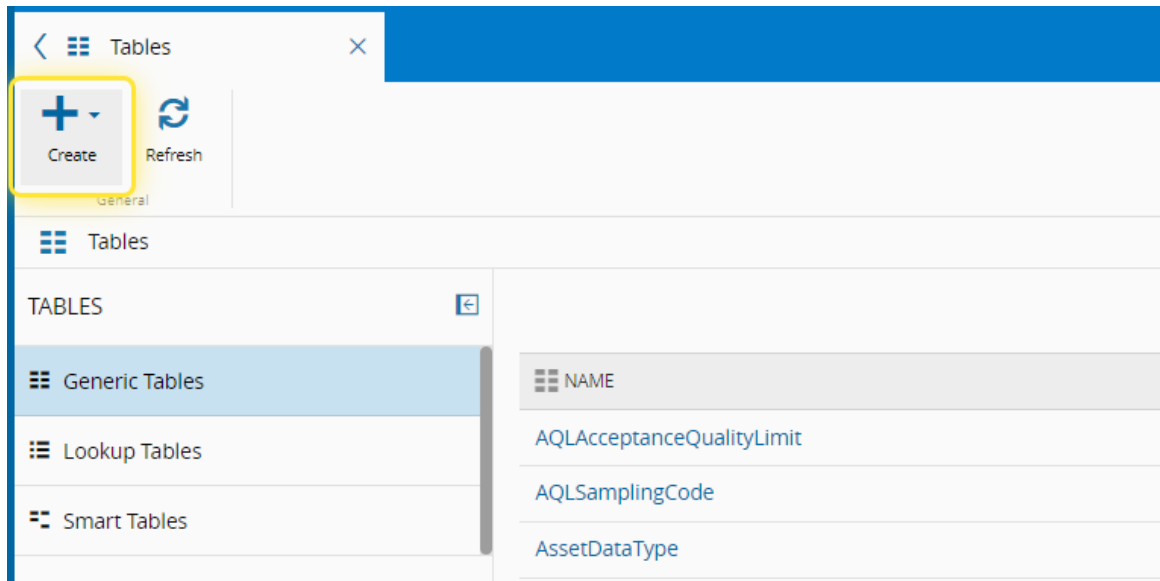 Tables
Create
Refresh
General
Tables
TABLES
Generic Tables
Lookup Tables
Smart Tables
NAME
AQLAcceptanceQualityLimit
AQLSamplingCode
AssetDataType